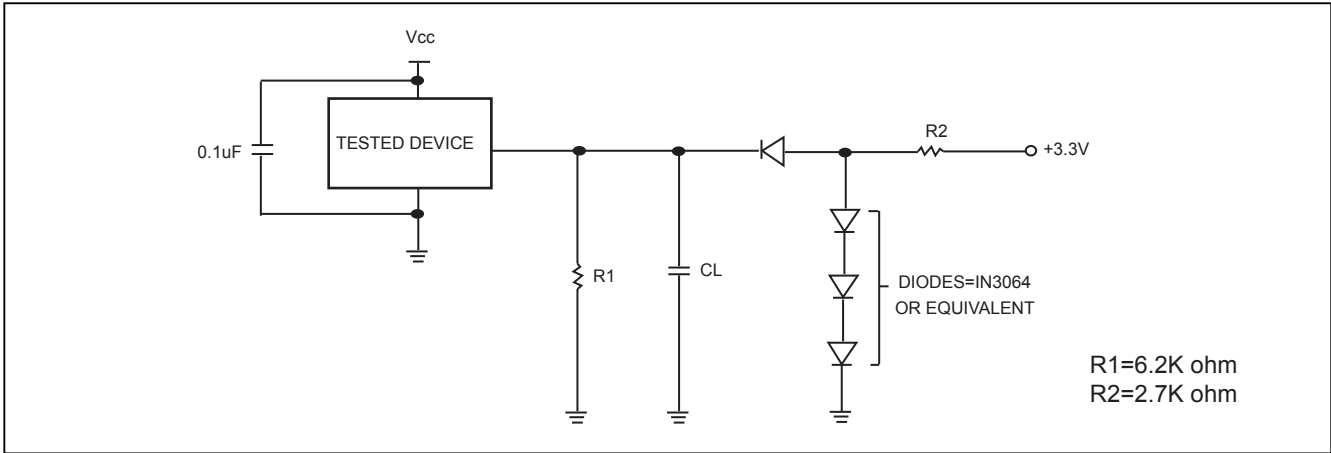 Vcc
0.1uF
TESTED DEVICE
R2
+3.3V
R1
CL
DIODES=IN3064
OR EQUIVALENT
R1=6.2K ohm
R2=2.7K ohm